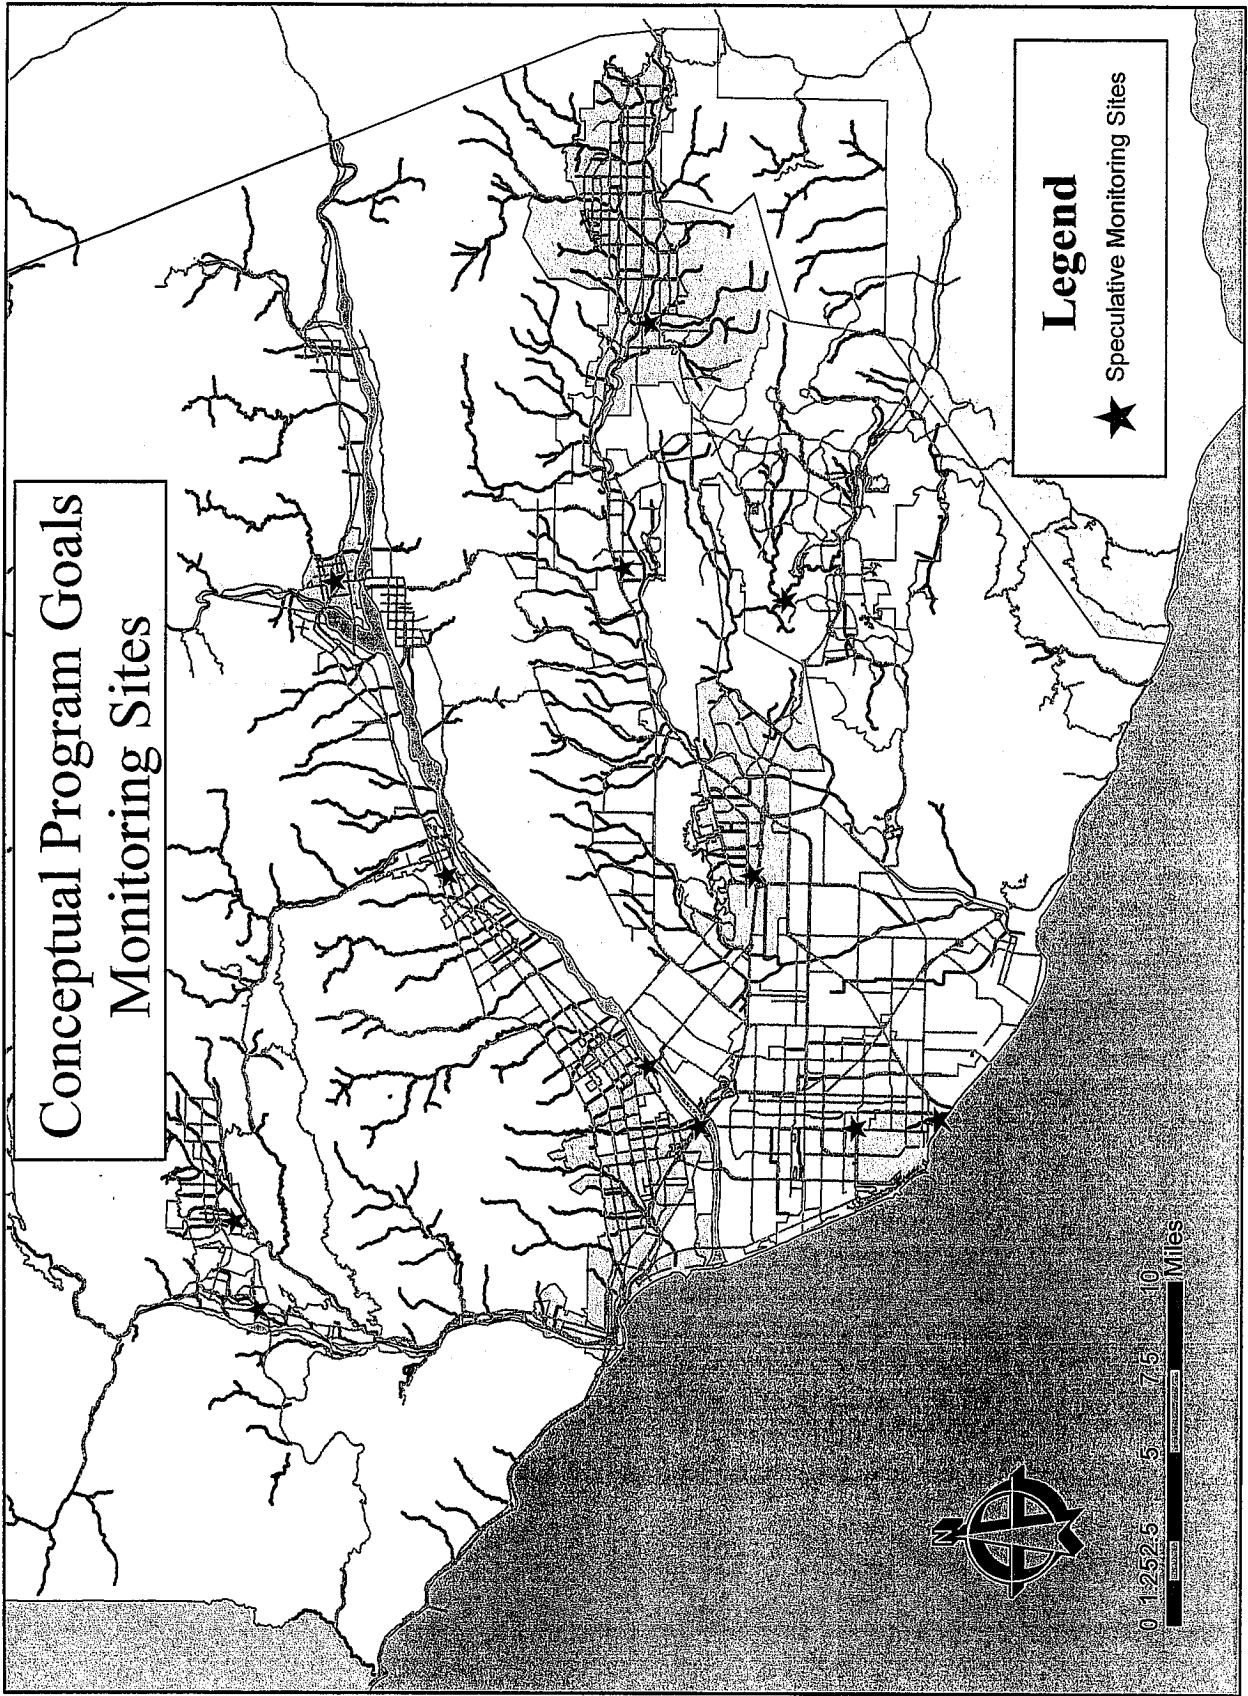 Conceptual Program Goals
Monitoring Sites
Legend
Speculative Monitoring Sites
N
0 1.252.5 5 7.5 10
Miles